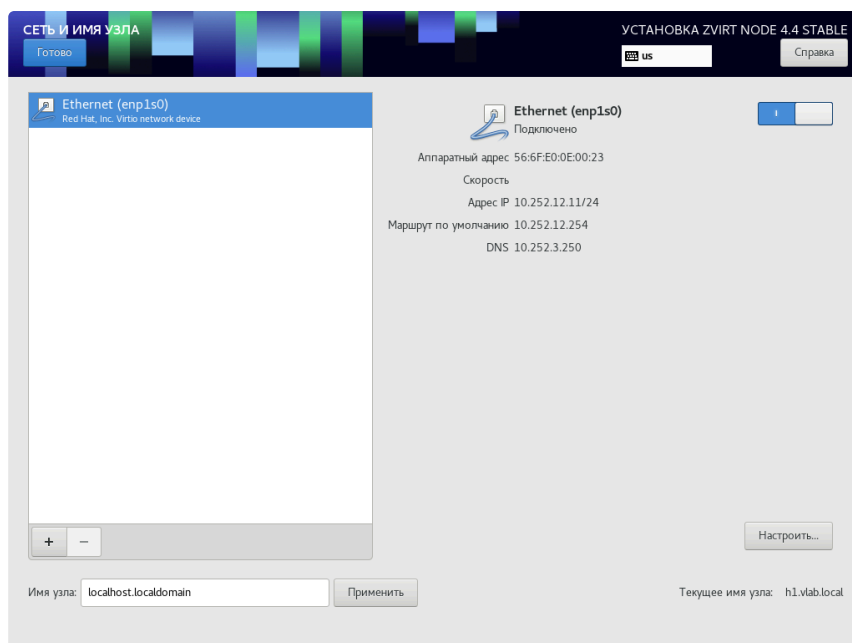 СЕТЬ И ИМЯ УЗЛА
Готово
УСТАНОВКА ZVIRT NODE 4.4 STABLE
us
Справка
Ethernet (enp1s0)
Red Hat, Inc. Virtio network device
Ethernet (enp1s0)
Подключено
Аппаратный адрес 56:6F:E0:0E:00:23
Скорость
Адрес IP 10.252.12.11/24
Маршрут по умолчанию 10.252.12.254
DNS 10.252.3.250
+ −
Настроить...
Имя узла: localhost.localdomain Применить Текущее имя узла: h1.vlab.local